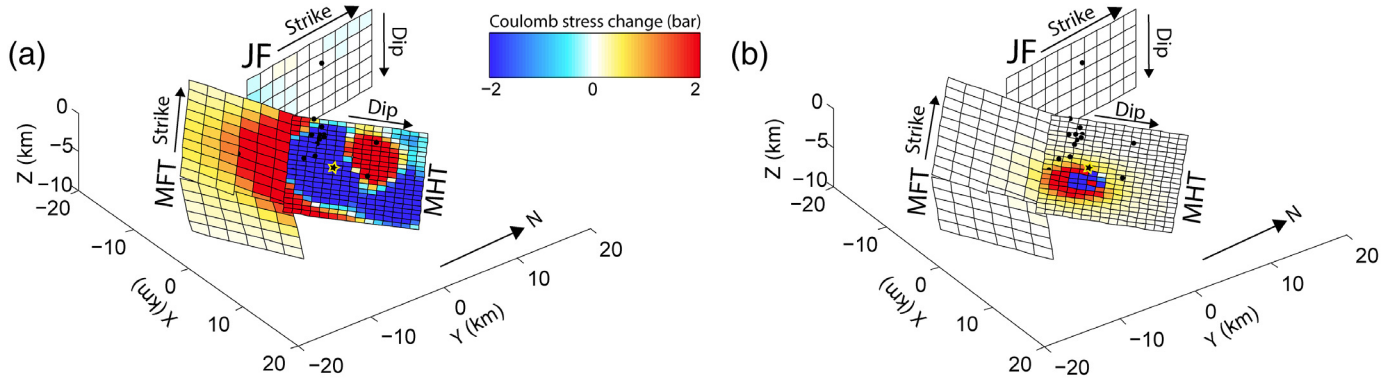 (a)
JF
Strike
Dip
Coulomb stress change (bar)
−2
0
2
Dip
Strike
MFT
MHT
Z (km)
0
−5
−10
−20
−10
0
10
20
X (km)
−20
−10
0
10
20
Y (km)
N
(b)
JF
Strike
Dip
Dip
Strike
MFT
MHT
Z (km)
0
−5
−10
−20
−10
0
10
20
X (km)
−20
−10
0
10
20
Y (km)
N